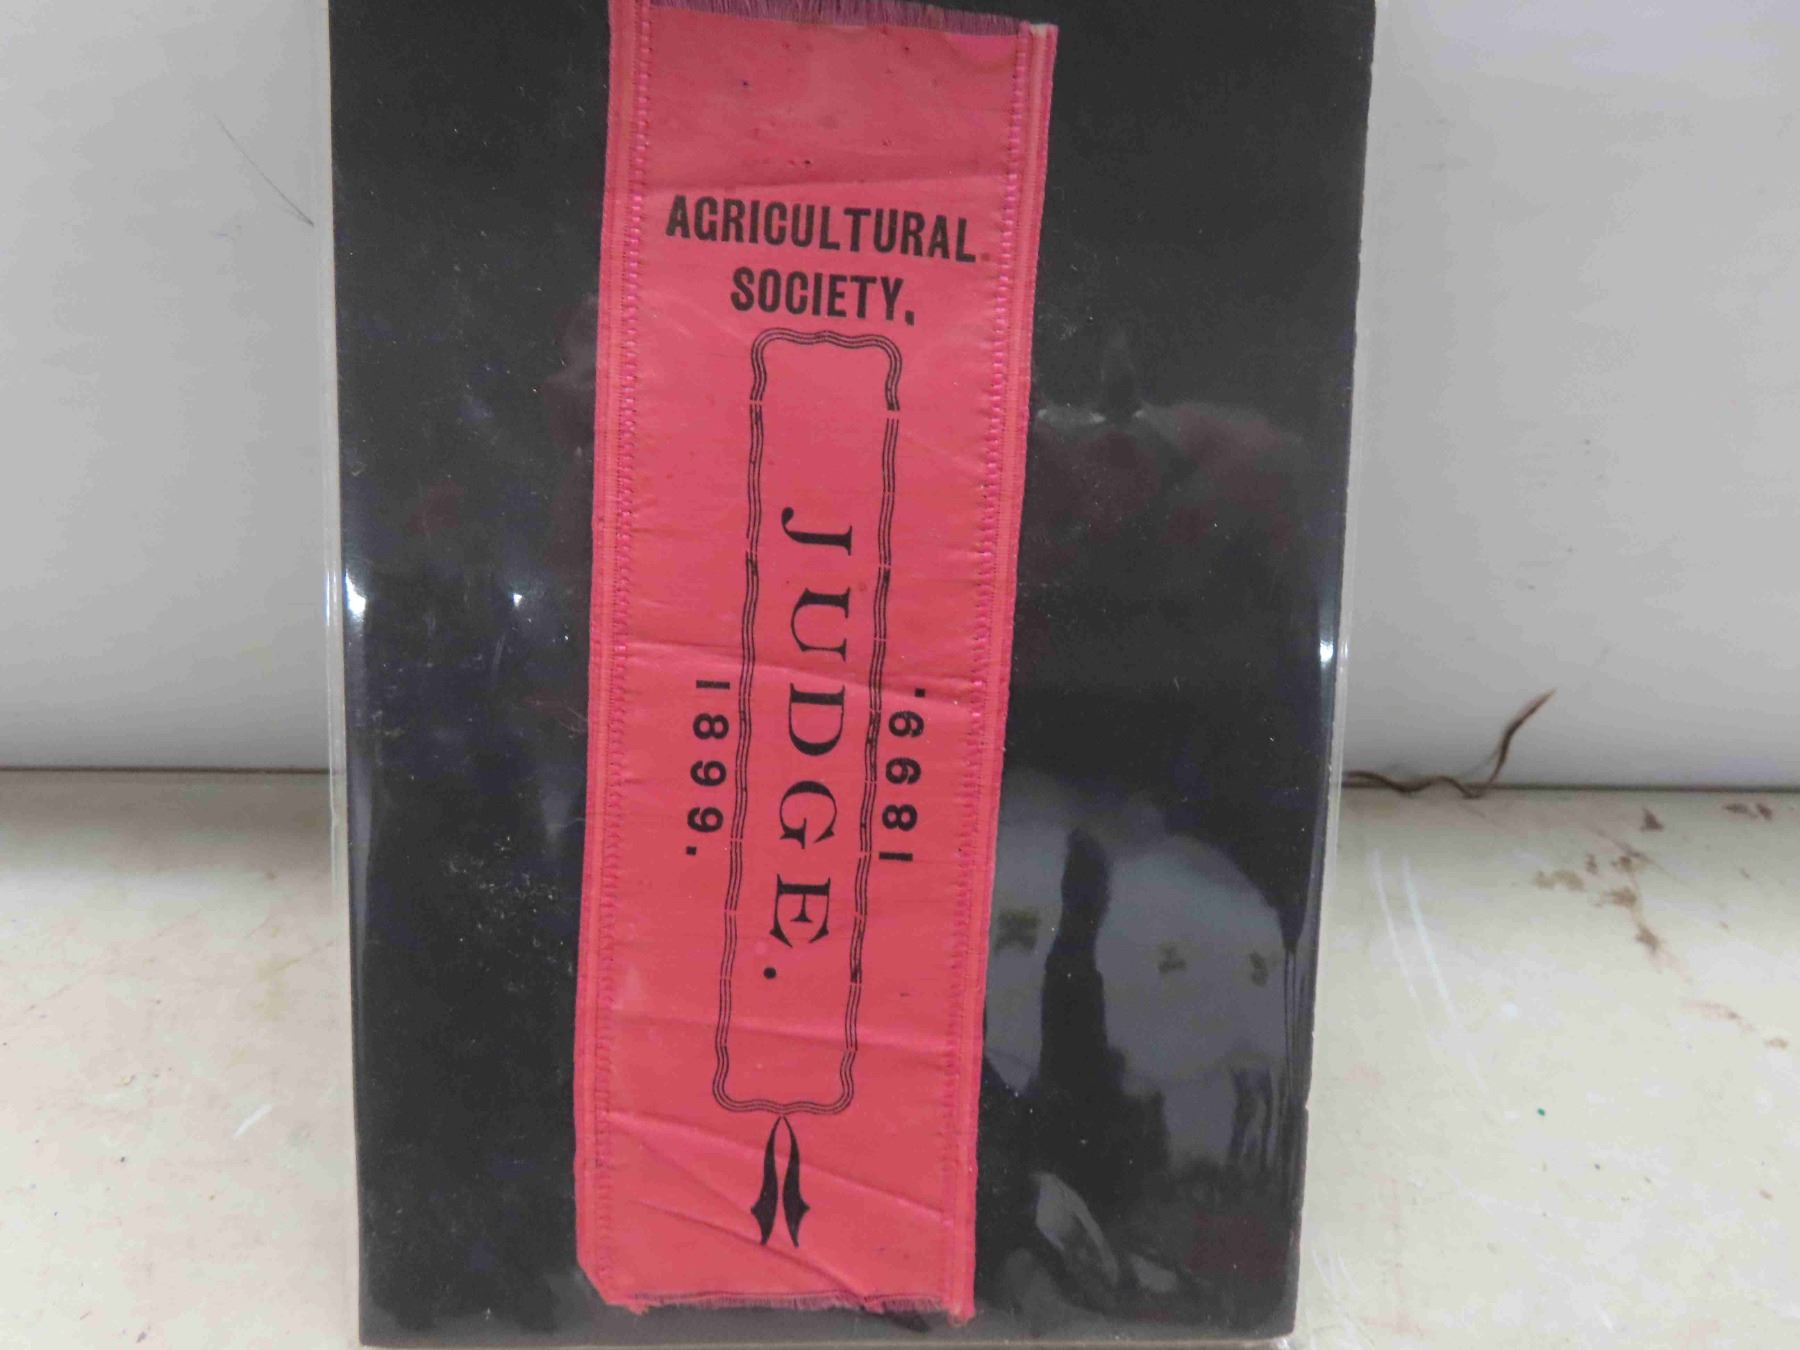 AGRICULTURAL
SOCIETY.
JUDGE.
1899.
1899.